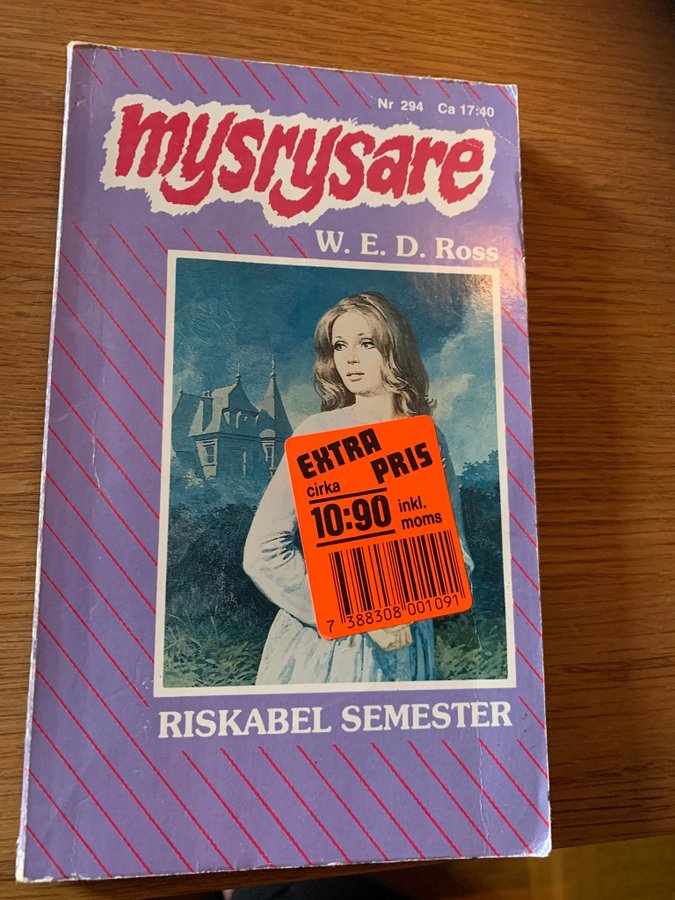 Nr 294 Ca 17:40
mysrysare
W. E. D. Ross
EXTRA
PRIS
cirka
10:90 inkl.
moms
7 388308 001091
RISKABEL SEMESTER